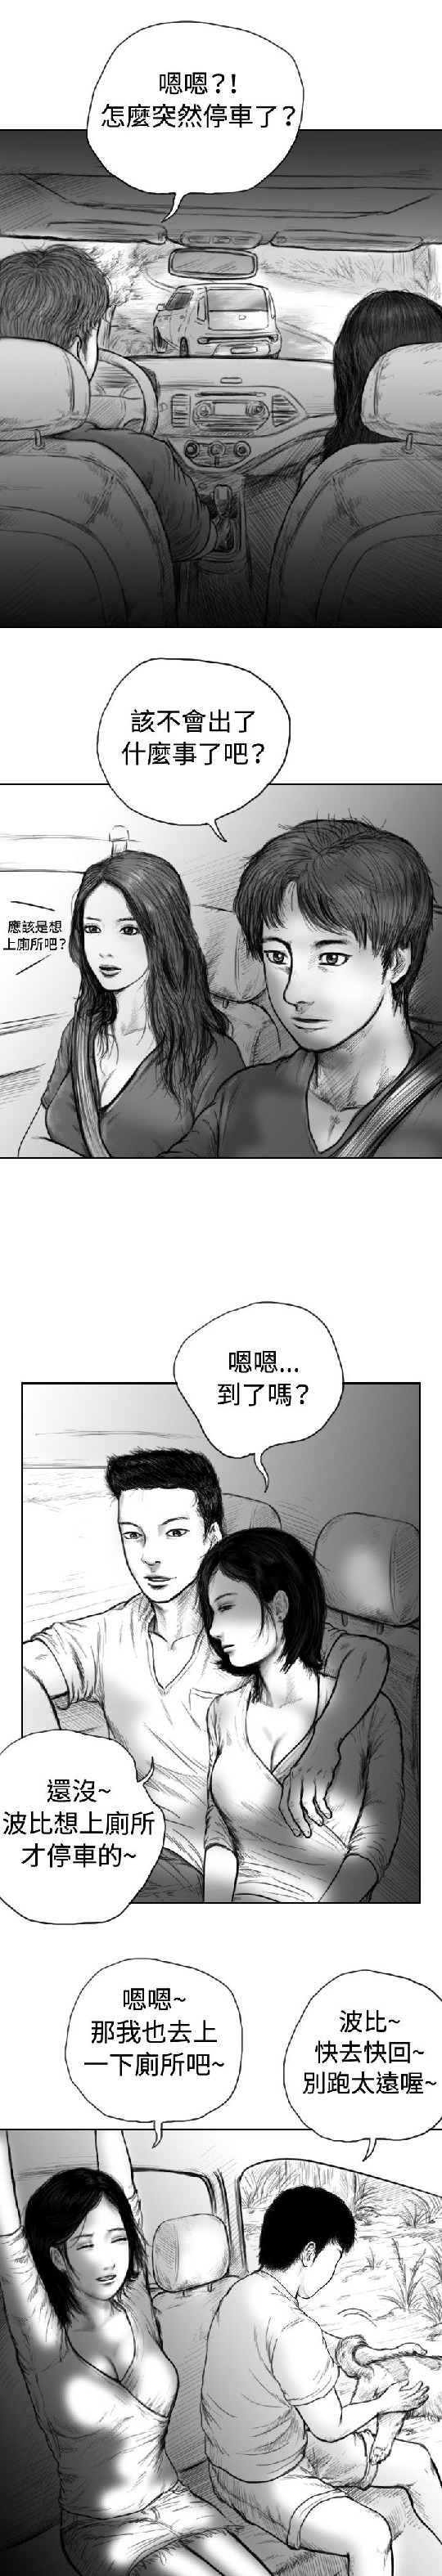 嗯嗯?!
怎麼突然停車了?
該不會出了
什麼事了吧?
應該是想
上廁所吧?
嗯嗯...
到了嗎?
還沒~
波比想上廁所
才停車的~
嗯嗯~
那我也去上
一下廁所吧~
波比~
快去快回~
別跑太遠喔~